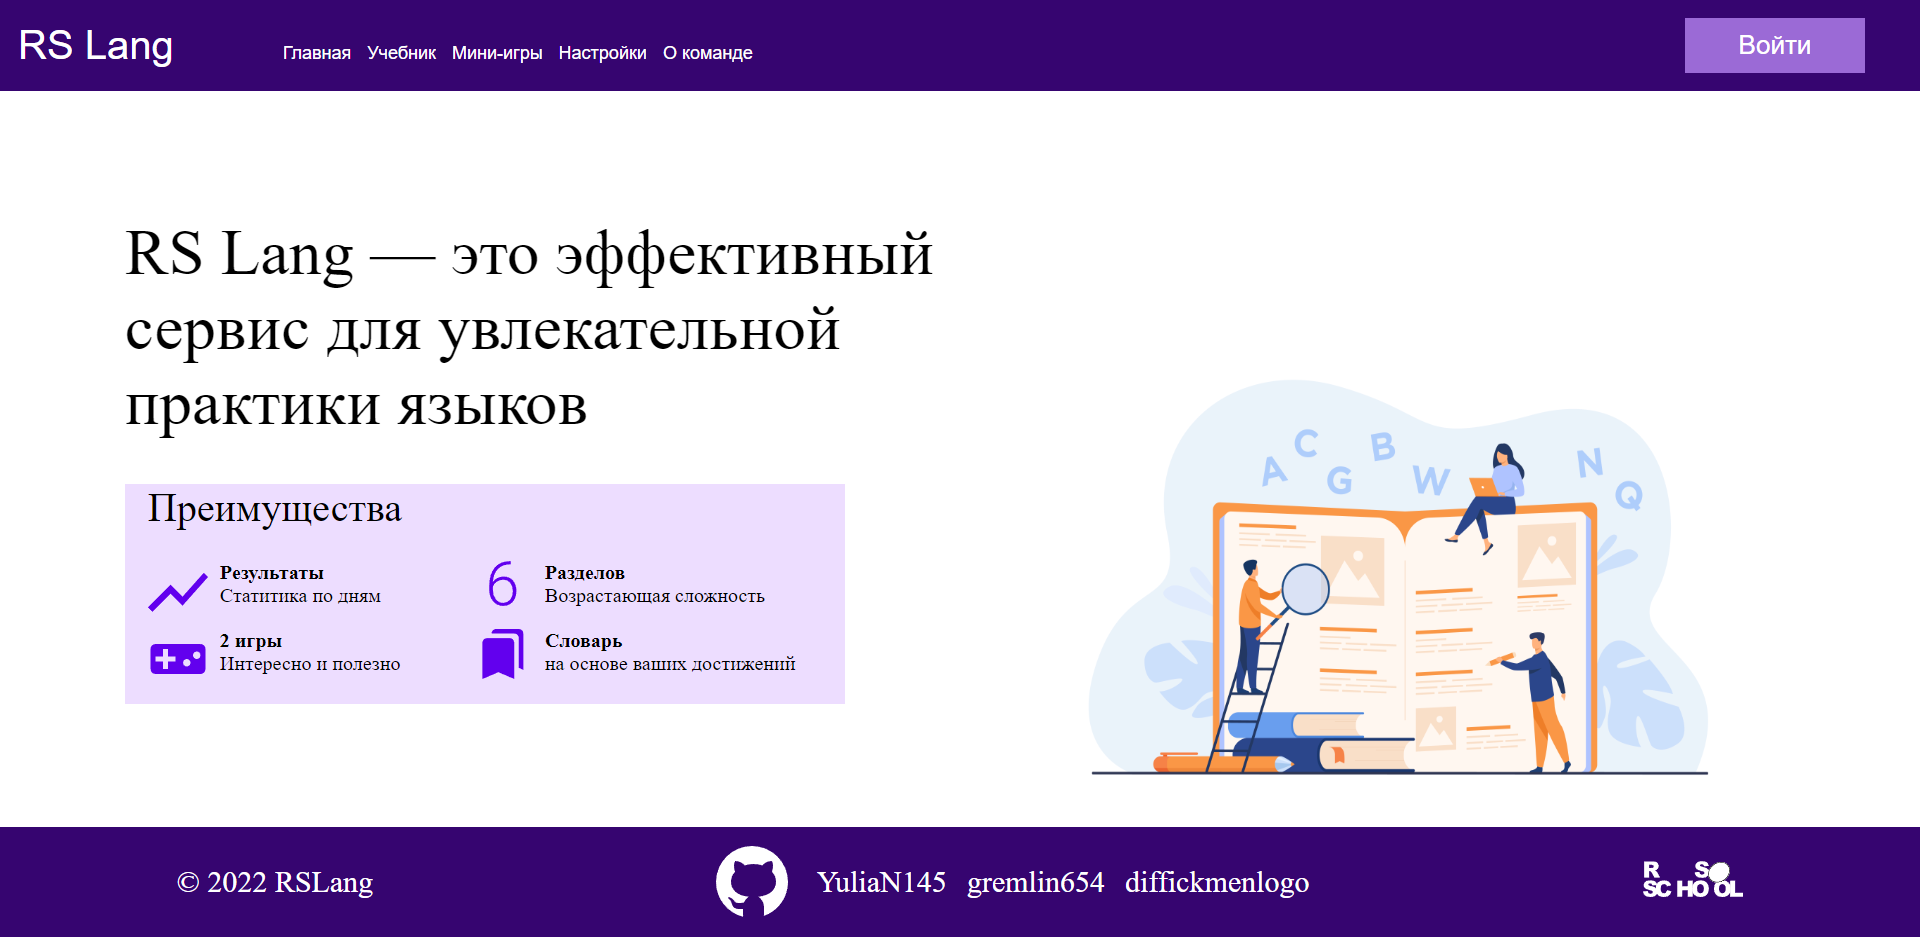 RS Lang
Главная Учебник Мини-игры Настройки О команде
Войти
RS Lang — это эффективный
сервис для увлекательной
практики языков
Преимущества
Результаты
Статитика по дням
6
Разделов
Возрастающая сложность
2 игры
Интересно и полезно
Словарь
на основе ваших достижений
A C G B W N Q
© 2022 RSLang
YuliaN145 gremlin654 diffickmenlogo
RS
SCHOOL